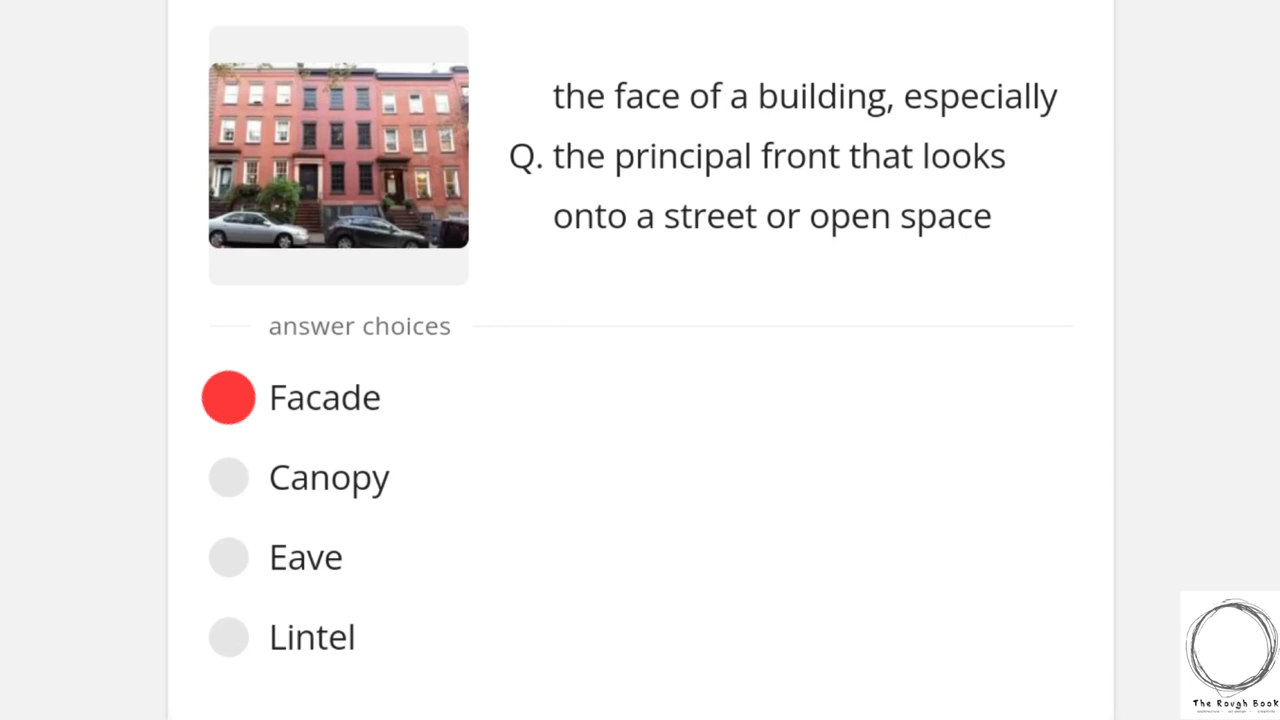 the face of a building, especially
Q. the principal front that looks
onto a street or open space
answer choices
Facade
Canopy
Eave
Lintel
The Rough Book